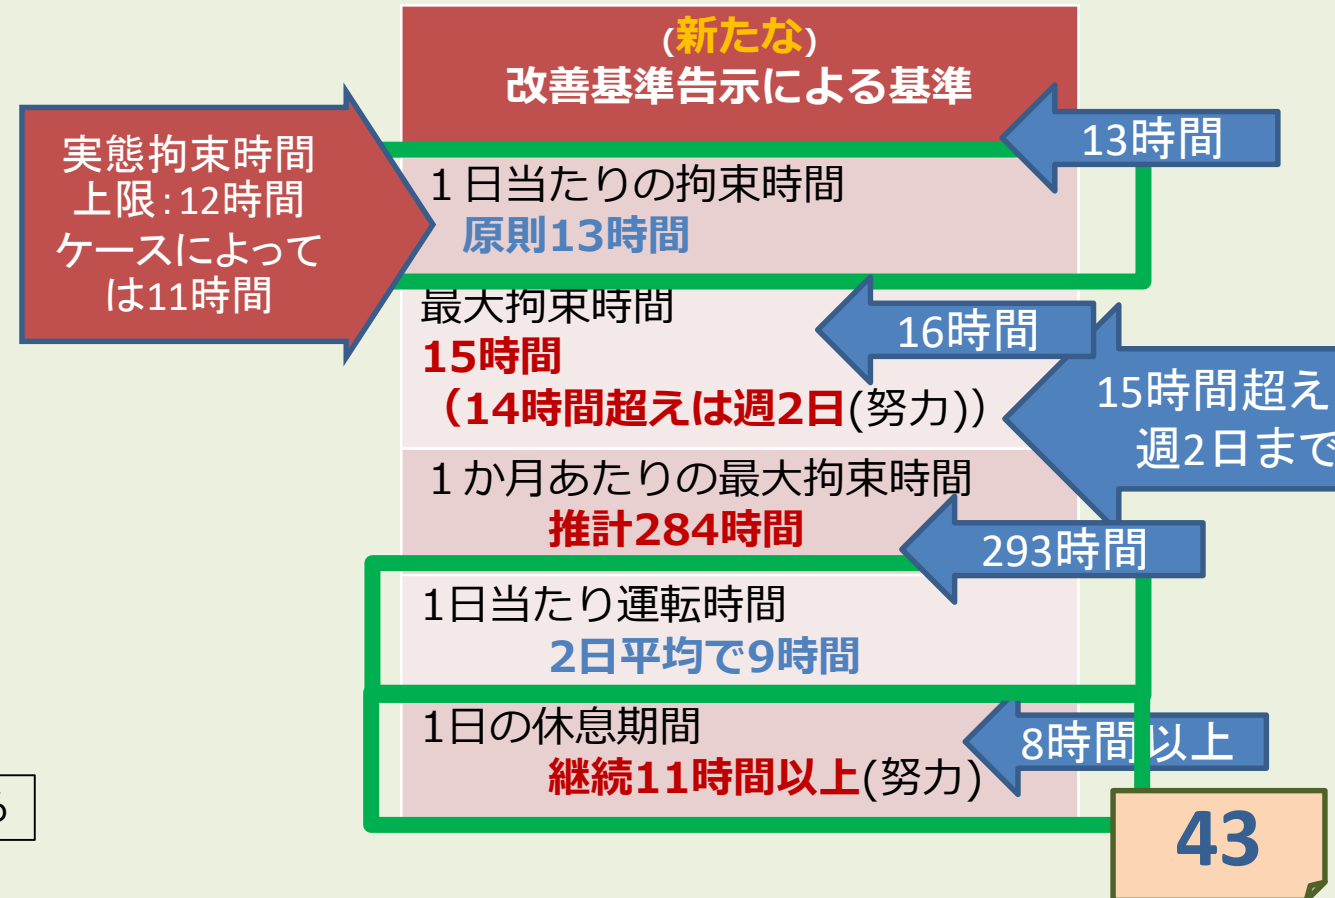 (新たな)
改善基準告示による基準
13時間
実態拘束時間
上限：12時間
ケースによって
は11時間
１日当たりの拘束時間
原則13時間
最大拘束時間
15時間
（14時間超えは週2日(努力)）
16時間
15時間超え
週2日まで
１か月あたりの最大拘束時間
推計284時間
293時間
1日当たり運転時間
2日平均で9時間
1日の休息期間
継続11時間以上(努力)
8時間以上
43